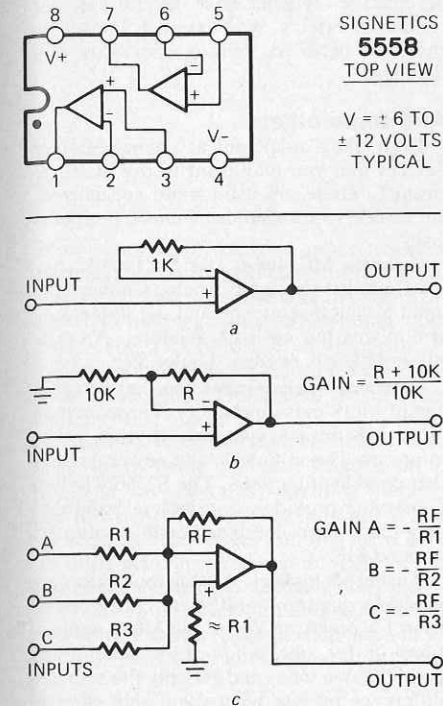 8 7 6 5
V+
- +
+ -
V-
1 2 3 4
SIGNETICS
5558
TOP VIEW
V = ± 6 TO
± 12 VOLTS
TYPICAL
1K
INPUT
-
+
OUTPUT
a
10K
R
-
+
GAIN = R + 10K
10K
INPUT
OUTPUT
b
A
R1
RF
GAIN A = - RF
R1
B
R2
-
+
B = - RF
R2
C
R3
≈ R1
C = - RF
R3
INPUTS
OUTPUT
c